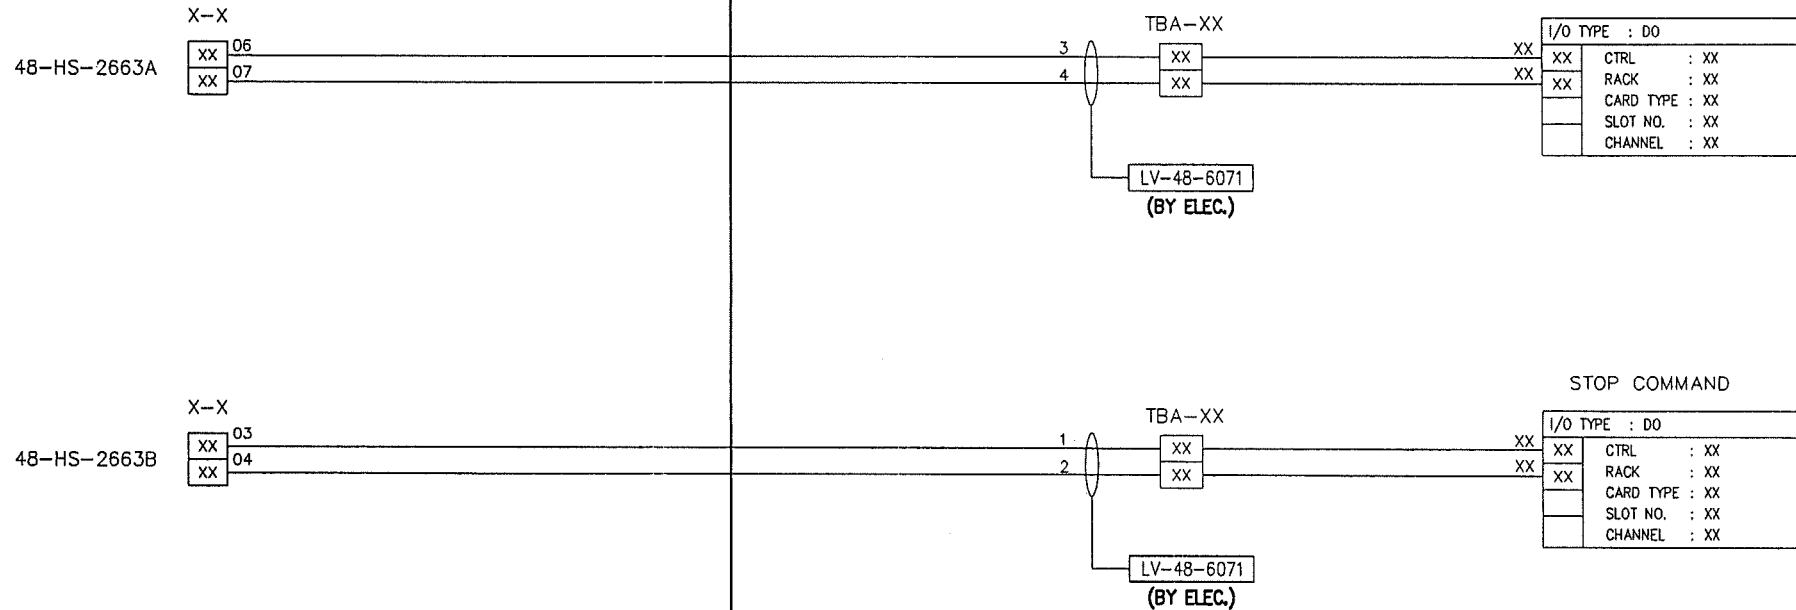 X-X
48-HS-2663A
XX 06
XX 07
3
4
TBA-XX
XX
XX
LV-48-6071
(BY ELEC.)
XX
XX
I/O TYPE : DO
XX
XX
CTRL : XX
RACK : XX
CARD TYPE : XX
SLOT NO. : XX
CHANNEL : XX
X-X
48-HS-2663B
XX 03
XX 04
1
2
TBA-XX
XX
XX
LV-48-6071
(BY ELEC.)
STOP COMMAND
XX
XX
I/O TYPE : DO
XX
XX
CTRL : XX
RACK : XX
CARD TYPE : XX
SLOT NO. : XX
CHANNEL : XX